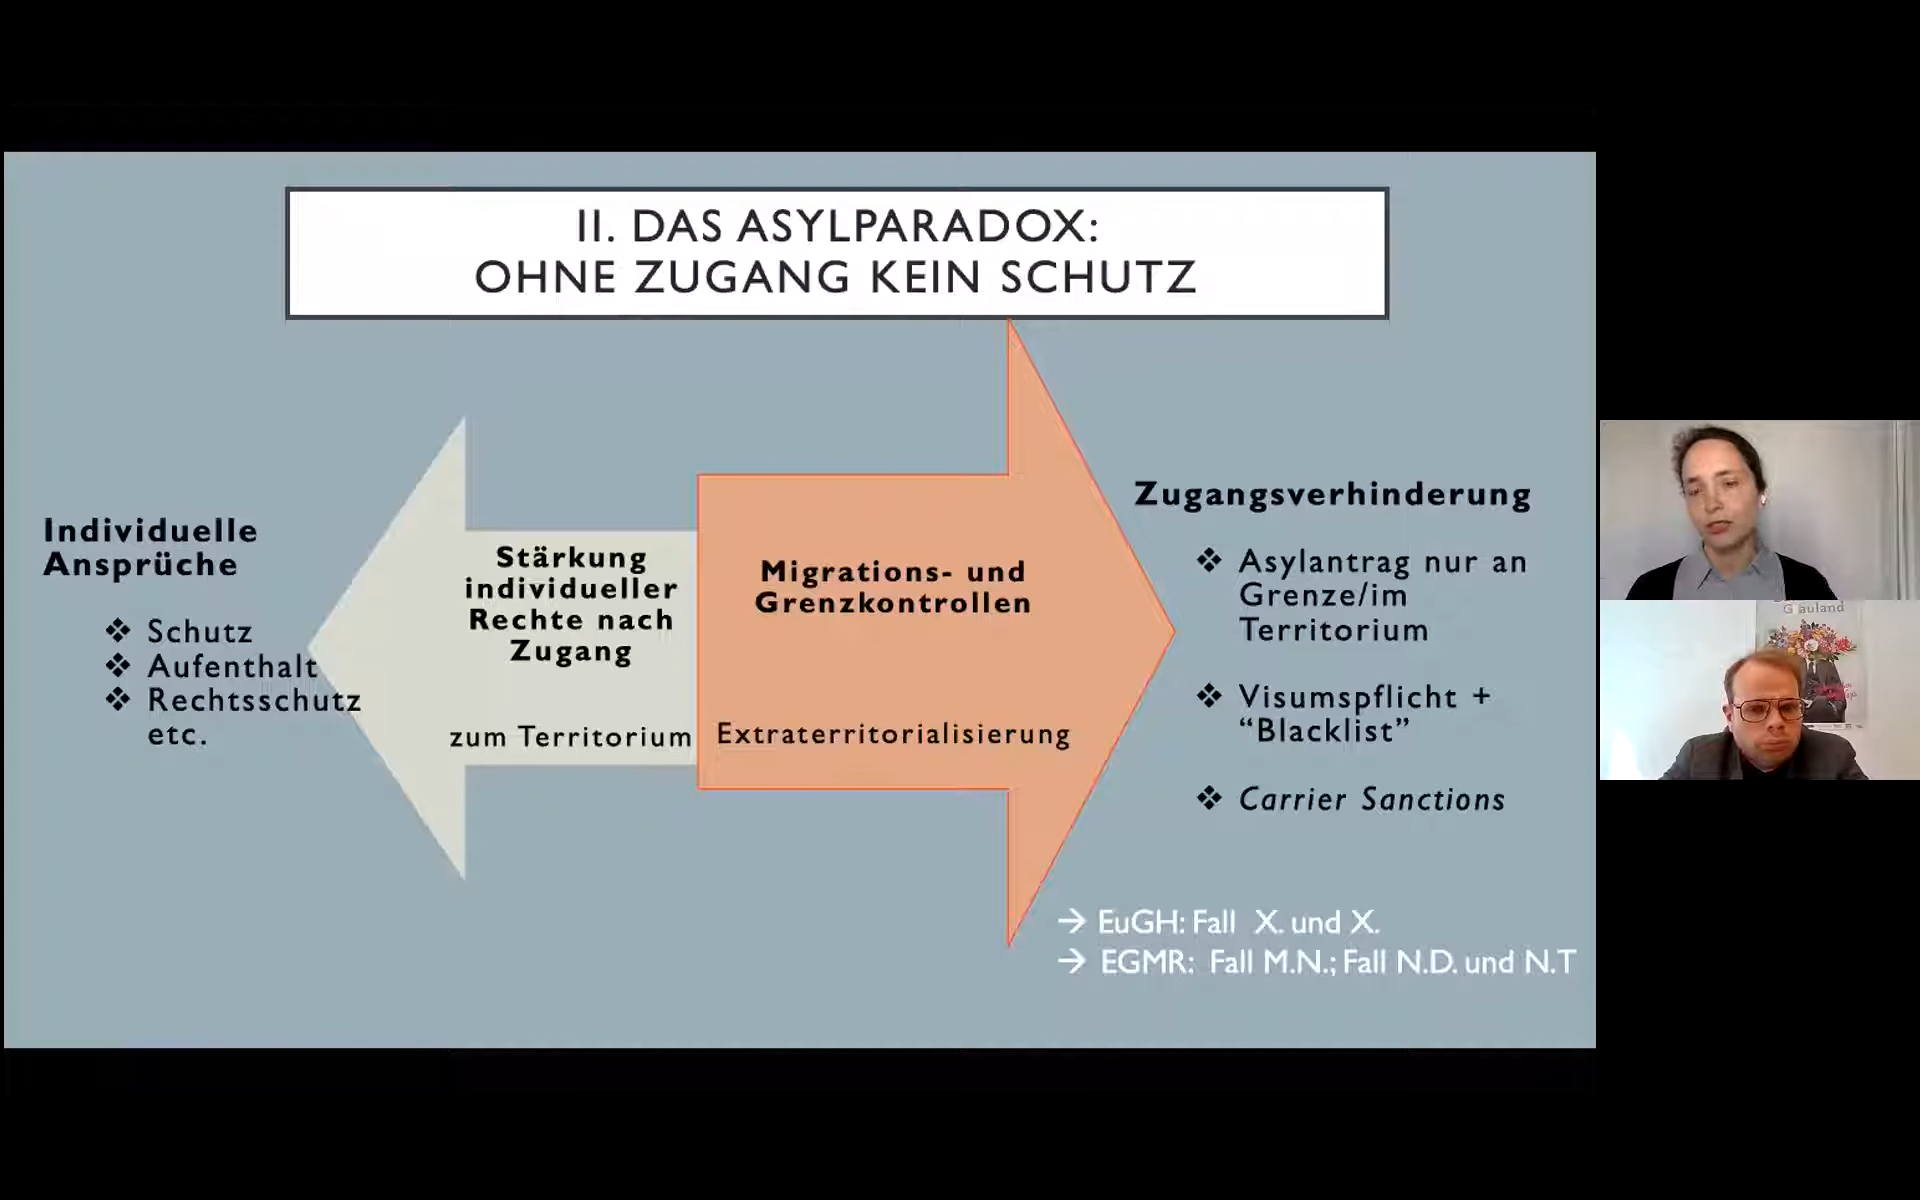 II. DAS ASYLPARADOX:
OHNE ZUGANG KEIN SCHUTZ
Individuelle
Ansprüche
❖ Schutz
❖ Aufenthalt
❖ Rechtsschutz
etc.
Stärkung
individueller
Rechte nach
Zugang
zum Territorium
Migrations- und
Grenzkontrollen
Extraterritorialisierung
Zugangsverhinderung
❖ Asylantrag nur an
Grenze/im
Territorium
❖ Visumspflicht +
“Blacklist”
❖ Carrier Sanctions
→ EuGH: Fall X. und X.
→ EGMR: Fall M.N.; Fall N.D. und N.T
G auland